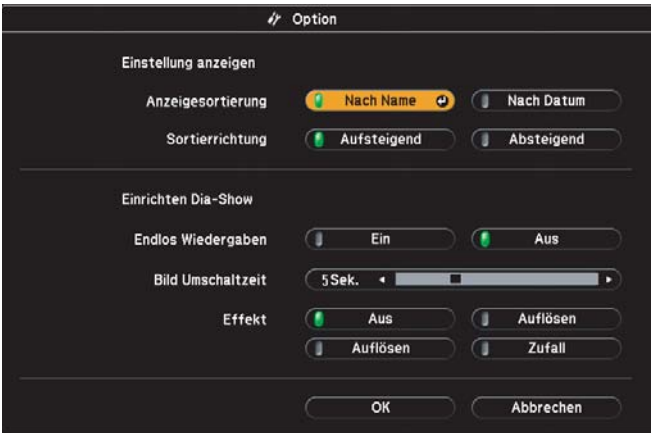 Option
Einstellung anzeigen
Anzeigesortierung Nach Name Nach Datum
Sortierrichtung Aufsteigend Absteigend
Einrichten Dia-Show
Endlos Wiedergaben Ein Aus
Bild Umschaltzeit 5Sek.
Effekt Aus Auflösen
Auflösen Zufall
OK Abbrechen